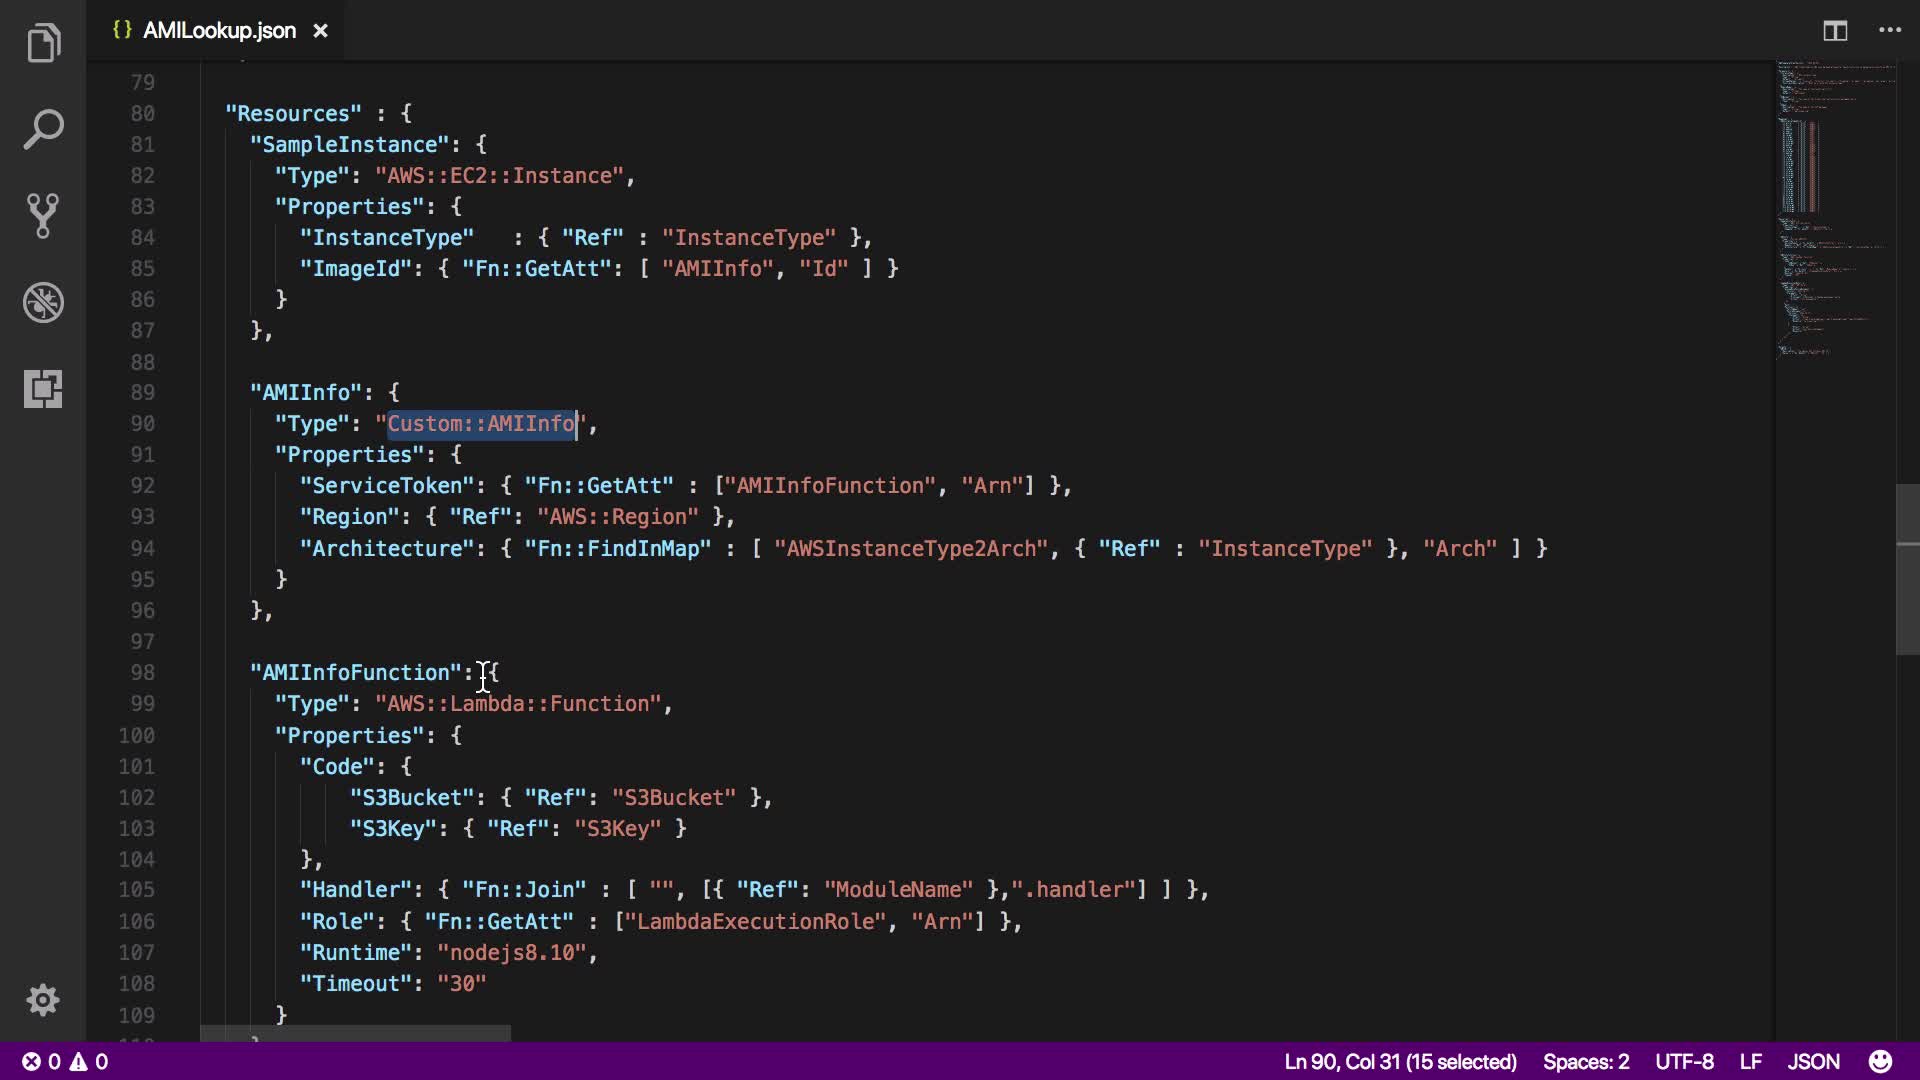 {} AMILookup.json ×
79
80 "Resources" : {
81 "SampleInstance": {
82 "Type": "AWS::EC2::Instance",
83 "Properties": {
84 "InstanceType"   : { "Ref" : "InstanceType" },
85 "ImageId": { "Fn::GetAtt": [ "AMIInfo", "Id" ] }
86 }
87 },
88
89 "AMIInfo": {
90 "Type": "Custom::AMIInfo",
91 "Properties": {
92 "ServiceToken": { "Fn::GetAtt" : ["AMIInfoFunction", "Arn"] },
93 "Region": { "Ref": "AWS::Region" },
94 "Architecture": { "Fn::FindInMap" : [ "AWSInstanceType2Arch", { "Ref" : "InstanceType" }, "Arch" ] }
95 }
96 },
97
98 "AMIInfoFunction": {
99 "Type": "AWS::Lambda::Function",
100 "Properties": {
101 "Code": {
102 "S3Bucket": { "Ref": "S3Bucket" },
103 "S3Key": { "Ref": "S3Key" }
104 },
105 "Handler": { "Fn::Join" : [ "", [{ "Ref": "ModuleName" },".handler"] ] },
106 "Role": { "Fn::GetAtt" : ["LambdaExecutionRole", "Arn"] },
107 "Runtime": "nodejs8.10",
108 "Timeout": "30"
109 }
0 0 Ln 90, Col 31 (15 selected) Spaces: 2 UTF-8 LF JSON